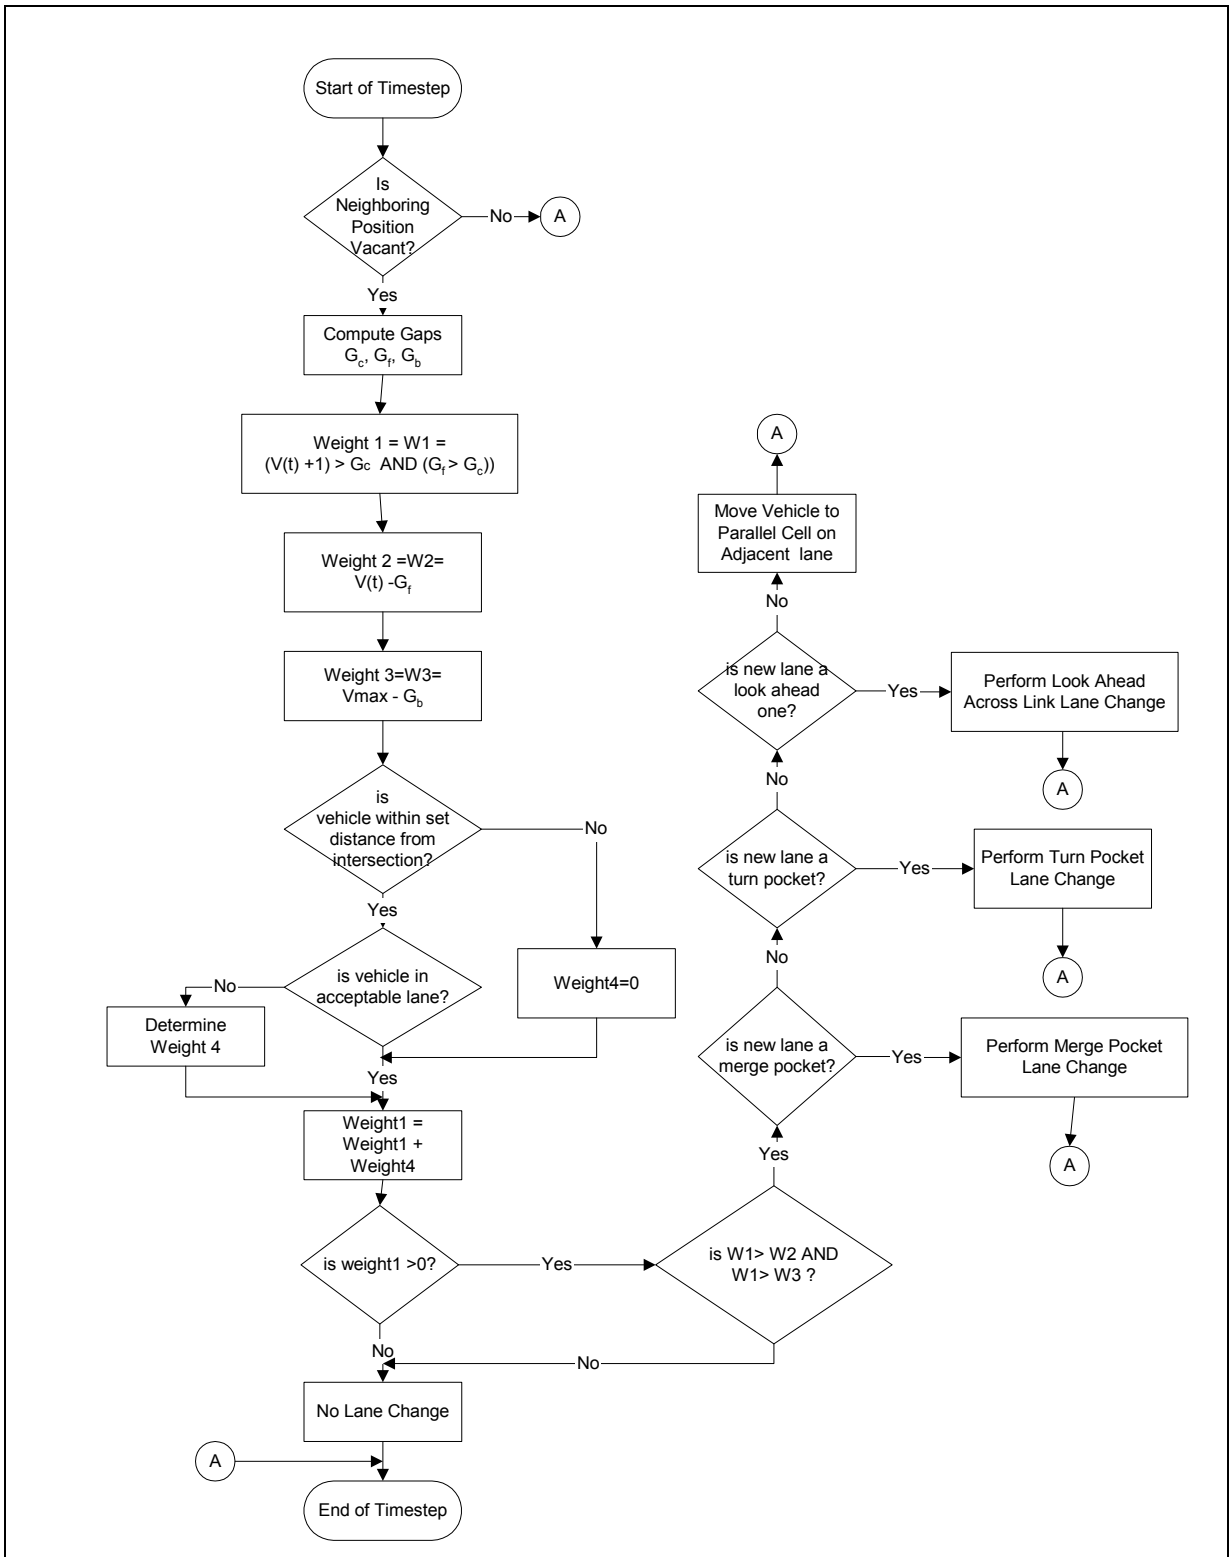 Start of Timestep
Is
Neighboring
Position
Vacant?
No
A
Yes
Compute Gaps
Gc, Gf, Gb
Weight 1 = W1 =
(V(t) +1) > Gc AND (Gf > Gc))
Weight 2 =W2=
V(t) -Gf
Weight 3=W3=
Vmax - Gb
is
vehicle within set
distance from
intersection?
No
Yes
is vehicle in
acceptable lane?
No
Determine
Weight 4
Weight4=0
Yes
Weight1 =
Weight1 +
Weight4
is weight1 >0?
Yes
is W1> W2 AND
W1> W3 ?
No
No
No Lane Change
A
End of Timestep
Yes
is new lane a
merge pocket?
Yes
Perform Merge Pocket
Lane Change
A
No
is new lane a
turn pocket?
Yes
Perform Turn Pocket
Lane Change
A
No
is new lane a
look ahead
one?
Yes
Perform Look Ahead
Across Link Lane Change
A
No
Move Vehicle to
Parallel Cell on
Adjacent lane
A